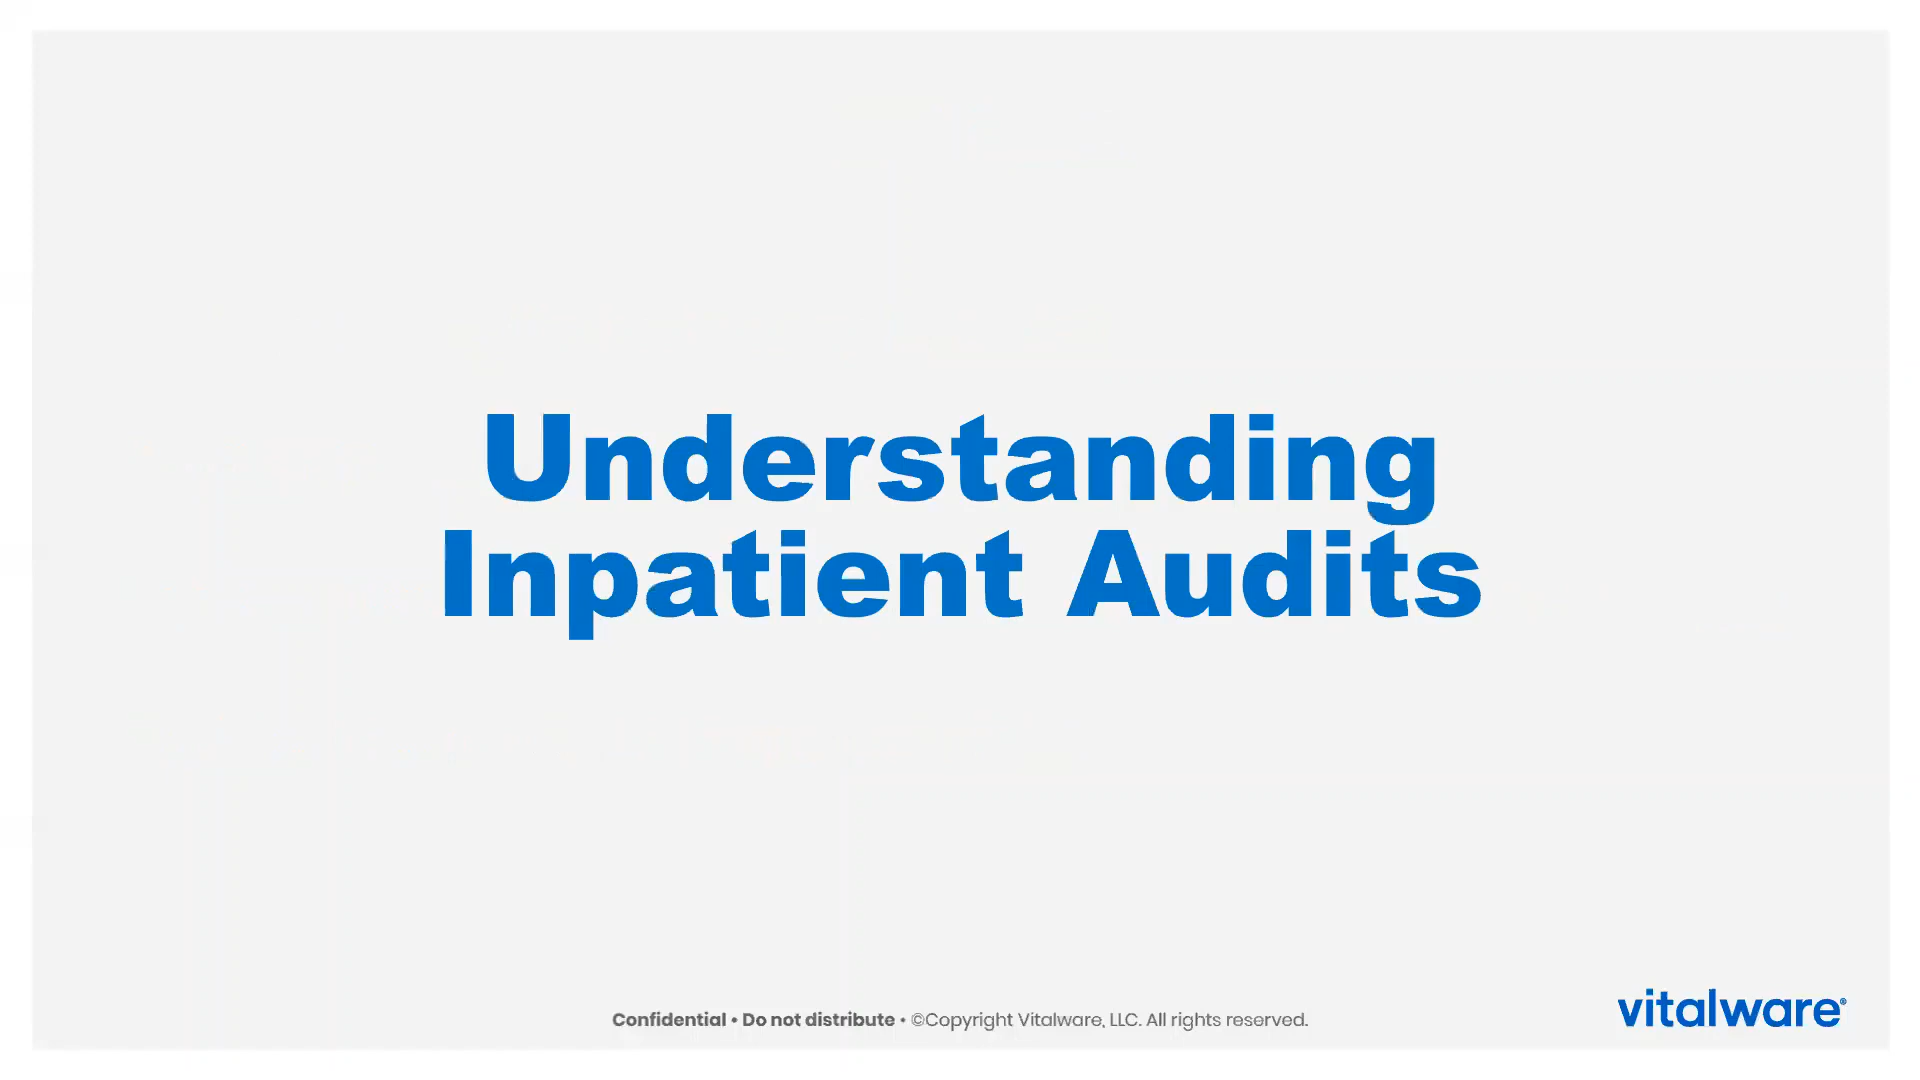 Understanding
Inpatient Audits
Confidential • Do not distribute • ©Copyright Vitalware, LLC. All rights reserved.
vitalware®